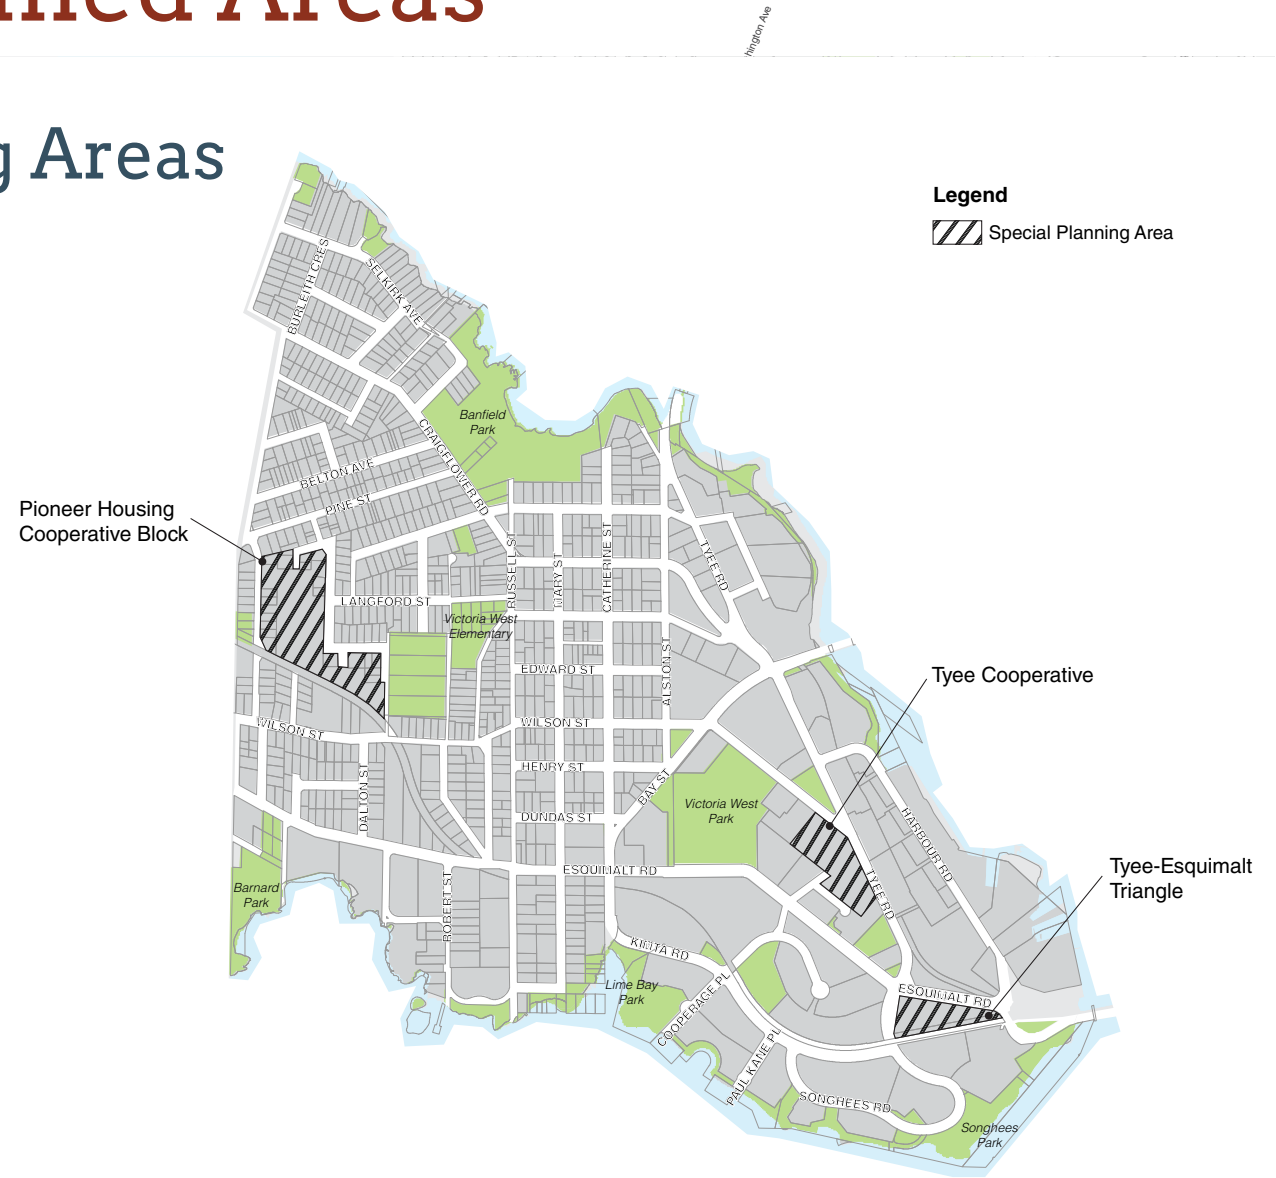 Areas
hington Ave
g Areas
Legend
Special Planning Area
BURLEITH CRES
SELKIRK AVE
Banfield
Park
CRAIGFLOWER RD
BELTON AVE
PINE ST
Pioneer Housing
Cooperative Block
RUSSELL ST
MARY ST
CATHERINE ST
TYEE RD
LANGFORD ST
Victoria West
Elementary
EDWARD ST
ALSTON ST
Tyee Cooperative
WILSON ST
WILSON ST
HENRY ST
DALTON ST
BAY ST
Victoria West
Park
DUNDAS ST
HARBOUR RD
ESQUIMALT RD
Tyee-Esquimalt
Triangle
Barnard
Park
ROBERT ST
TYEE RD
KIMTA RD
Lime Bay
Park
COOPERAGE PL
ESQUIMALT RD
PAUL KANE PL
SONGHEES RD
Songhees
Park